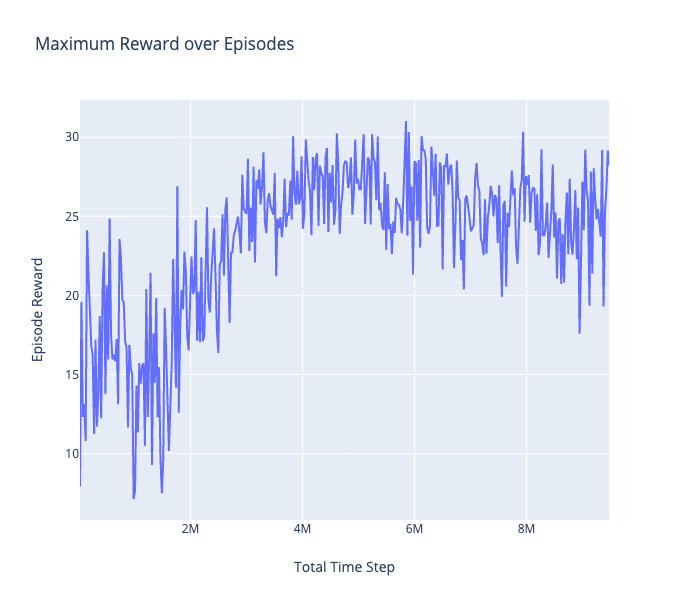 Maximum Reward over Episodes
30
25
20
15
10
Episode Reward
2M
4M
6M
8M
Total Time Step